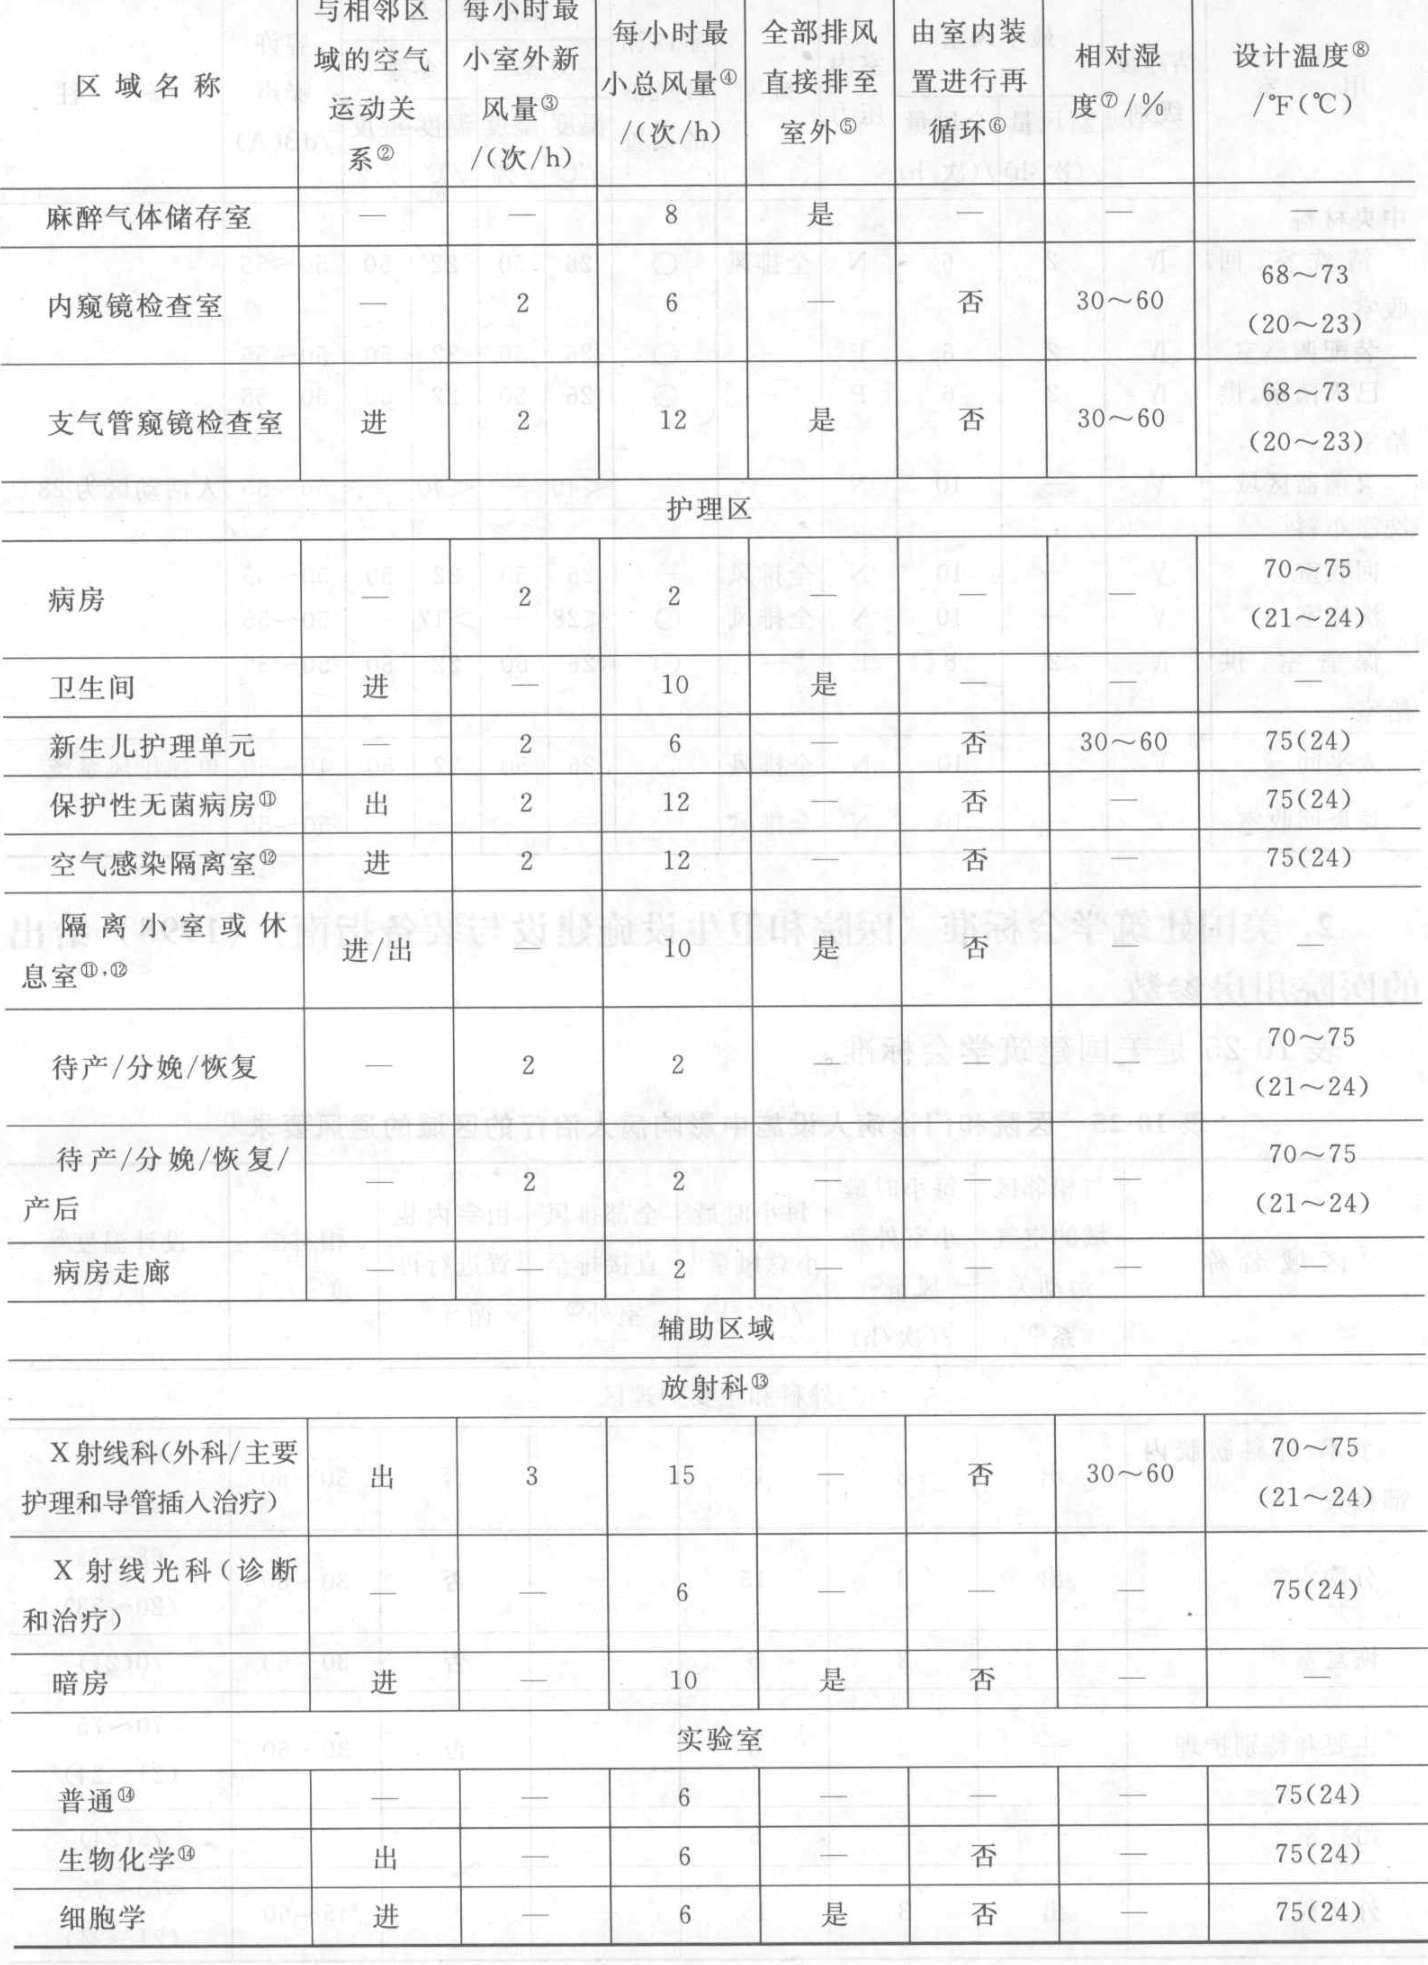 区域名称 与相邻区域的空气运动关系② 每小时最小室外新风量③/(次/h) 每小时最小总风量④/(次/h) 全部排风直接排至室外⑤ 由室内装置进行再循环⑥ 相对湿度⑦/% 设计温度⑧/℉(℃)
麻醉气体储存室 — — 8 是 — — —
内窥镜检查室 — 2 6 — 否 30～60 68～73(20～23)
支气管窥镜检查室 进 2 12 是 否 30～60 68～73(20～23)
护理区
病房 — 2 2 — — — 70～75(21～24)
卫生间 进 — 10 是 — — —
新生儿护理单元 — 2 6 — 否 30～60 75(24)
保护性无菌病房⑪ 出 2 12 — 否 — 75(24)
空气感染隔离室⑫ 进 2 12 — 否 — 75(24)
隔离小室或休息室⑪,⑫ 进/出 — 10 是 否 — —
待产/分娩/恢复 — 2 2 — — — 70～75(21～24)
待产/分娩/恢复/产后 — 2 2 — — — 70～75(21～24)
病房走廊 — — 2 — — — —
辅助区域
放射科⑬
X射线科(外科/主要护理和导管插入治疗) 出 3 15 — 否 30～60 70～75(21～24)
X射线光科(诊断和治疗) — — 6 — — — 75(24)
暗房 进 — 10 是 否 — —
实验室
普通⑭ — — 6 — — — 75(24)
生物化学⑭ 出 — 6 — 否 — 75(24)
细胞学 进 — 6 是 否 — 75(24)